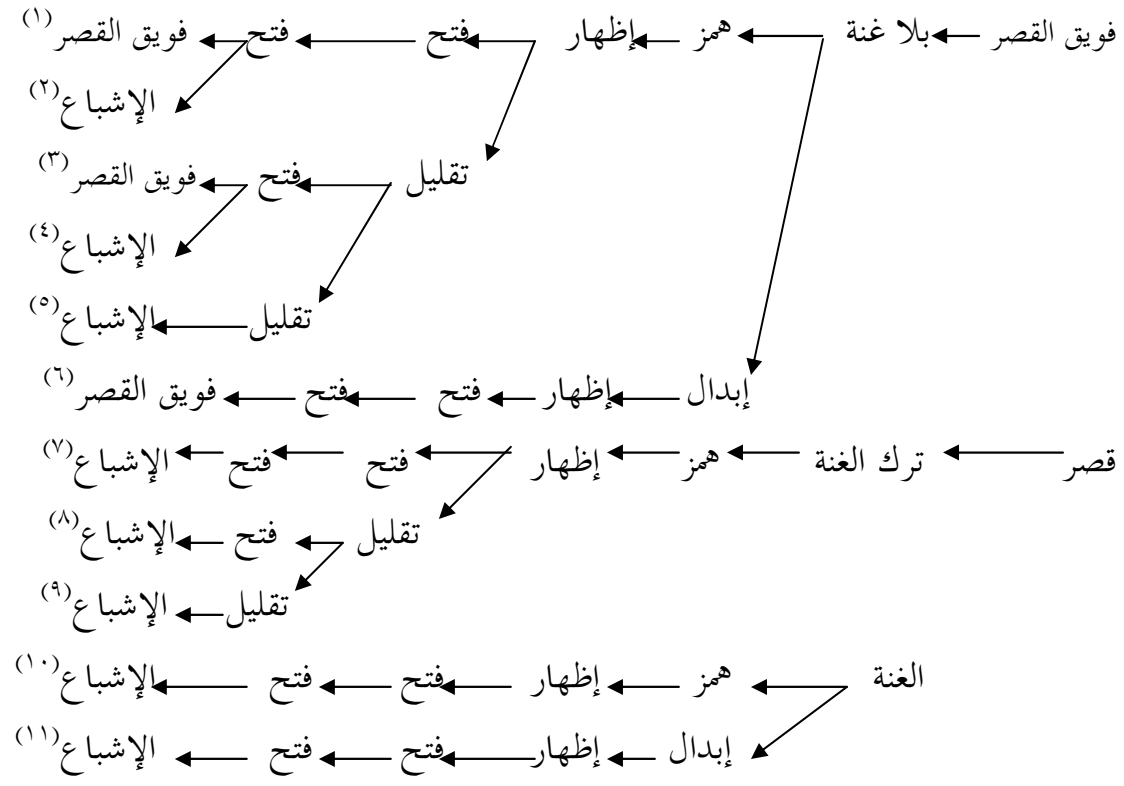 فويق القصر بلا غنة همز إظهار فتح فتح فويق القصر (١)
الإشباع (٢)
تقليل فتح فويق القصر (٣)
الإشباع (٤)
تقليل الإشباع (٥)
إبدال إظهار فتح فتح فويق القصر (٦)
قصر ترك الغنة همز إظهار فتح فتح الإشباع (٧)
تقليل فتح الإشباع (٨)
تقليل الإشباع (٩)
الغنة همز إظهار فتح فتح الإشباع (١٠)
إبدال إظهار فتح فتح الإشباع (١١)